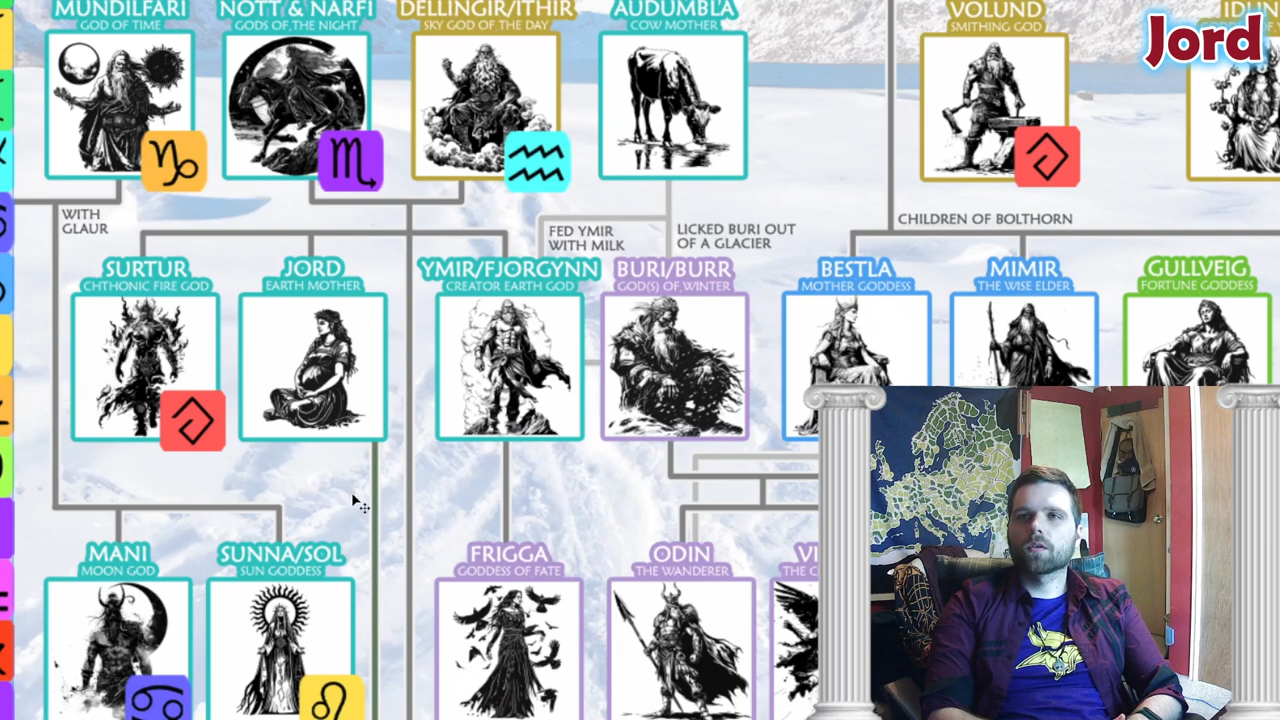 MUNDILFARI
GOD OF TIME
NOTT & NARFI
GODS OF THE NIGHT
DELLINGIR/ITHIR
SKY GOD OF THE DAY
AUDUMBLA
COW MOTHER
VOLUND
SMITHING GOD
IDUN
Jord
WITH
GLAUR
FED YMIR
WITH MILK
LICKED BURI OUT
OF A GLACIER
CHILDREN OF BOLTHORN
SURTUR
CHTHONIC FIRE GOD
JORD
EARTH MOTHER
YMIR/FJORGYNN
CREATOR EARTH GOD
BURI/BURR
GOD(S) OF WINTER
BESTLA
MOTHER GODDESS
MIMIR
THE WISE ELDER
GULLVEIG
FORTUNE GODDESS
MANI
MOON GOD
SUNNA/SOL
SUN GODDESS
FRIGGA
GODDESS OF FATE
ODIN
THE WANDERER